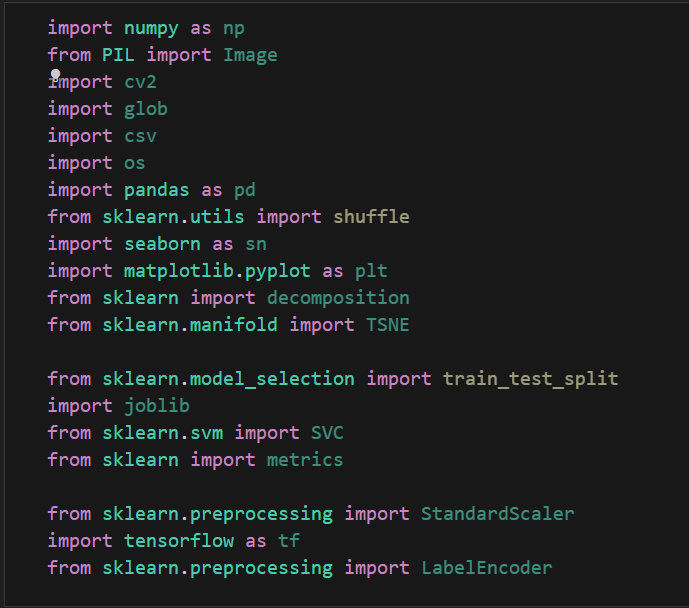 import numpy as np
from PIL import Image
import cv2
import glob
import csv
import os
import pandas as pd
from sklearn.utils import shuffle
import seaborn as sn
import matplotlib.pyplot as plt
from sklearn import decomposition
from sklearn.manifold import TSNE
from sklearn.model_selection import train_test_split
import joblib
from sklearn.svm import SVC
from sklearn import metrics
from sklearn.preprocessing import StandardScaler
import tensorflow as tf
from sklearn.preprocessing import LabelEncoder